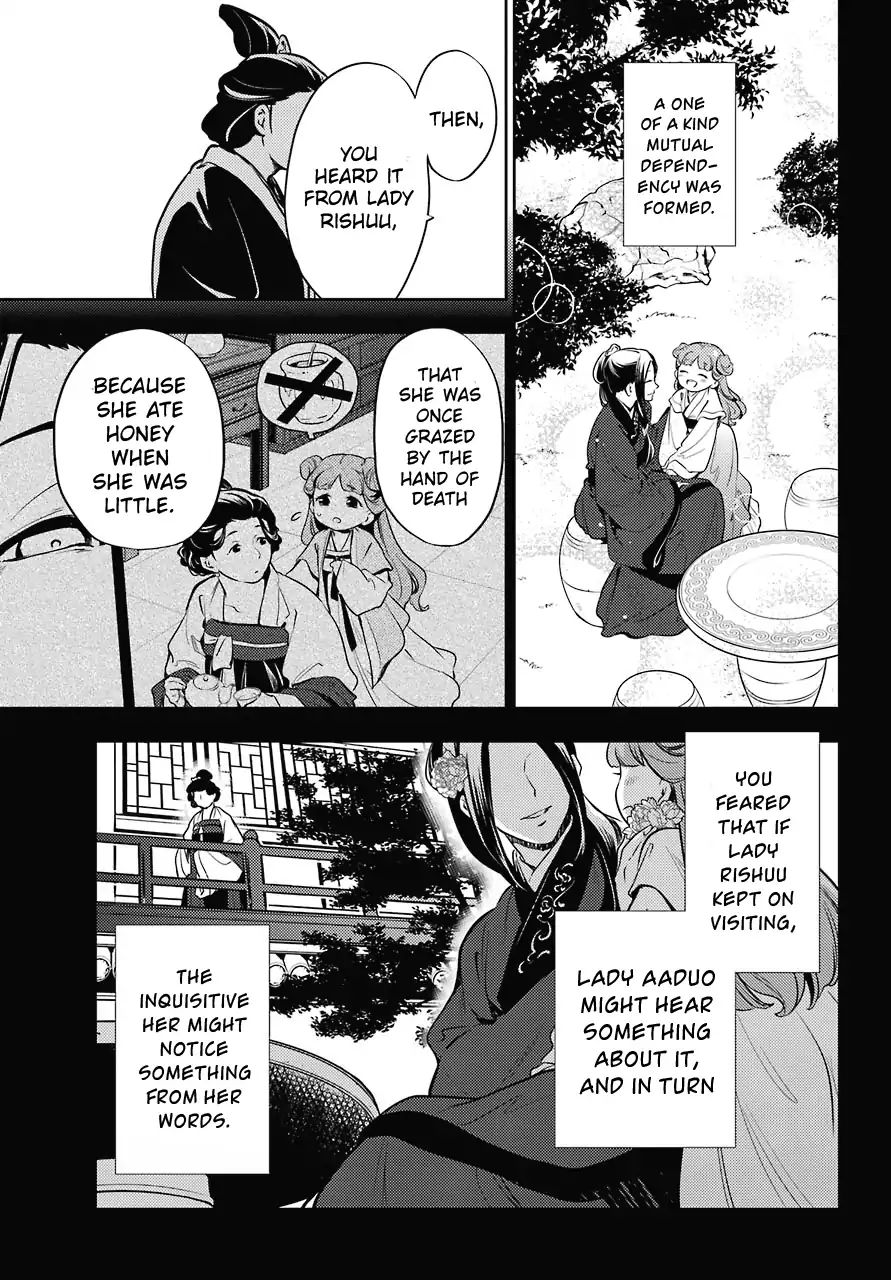 A ONE
OF A KIND
MUTUAL
DEPEND-
ENCY WAS
FORMED.
THEN,
YOU
HEARD IT
FROM LADY
RISHUU,
THAT
SHE WAS
ONCE
GRAZED
BY THE
HAND OF
DEATH
BECAUSE
SHE ATE
HONEY
WHEN
SHE WAS
LITTLE.
YOU
FEARED
THAT IF
LADY
RISHUU
KEPT ON
VISITING,
LADY AADUO
MIGHT HEAR
SOMETHING
ABOUT IT,
AND IN TURN
THE
INQUISITIVE
HER MIGHT
NOTICE
SOMETHING
FROM HER
WORDS.